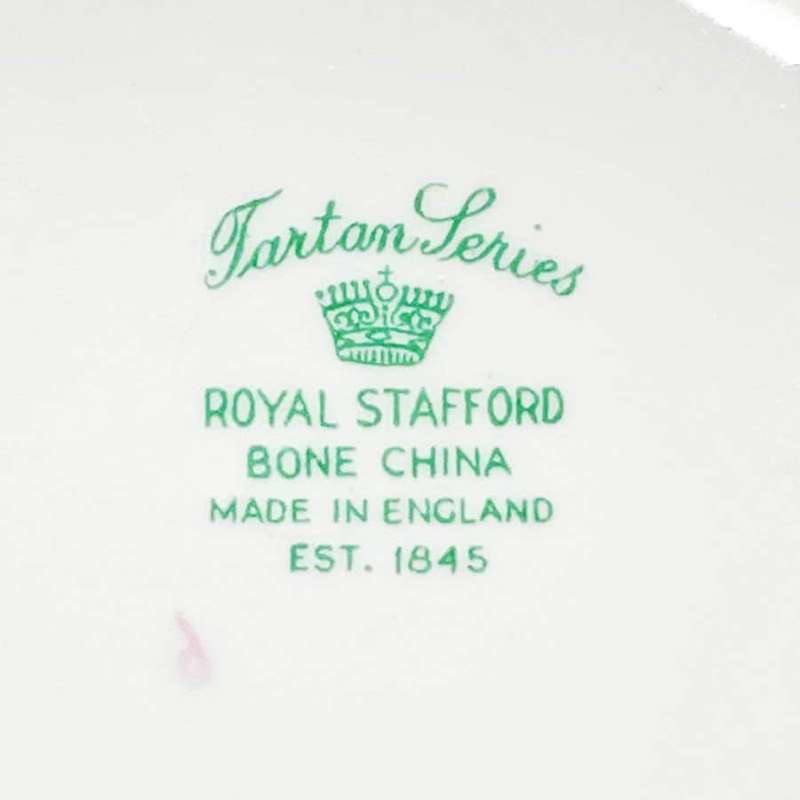 Tartan Series
ROYAL STAFFORD
BONE CHINA
MADE IN ENGLAND
EST. 1845